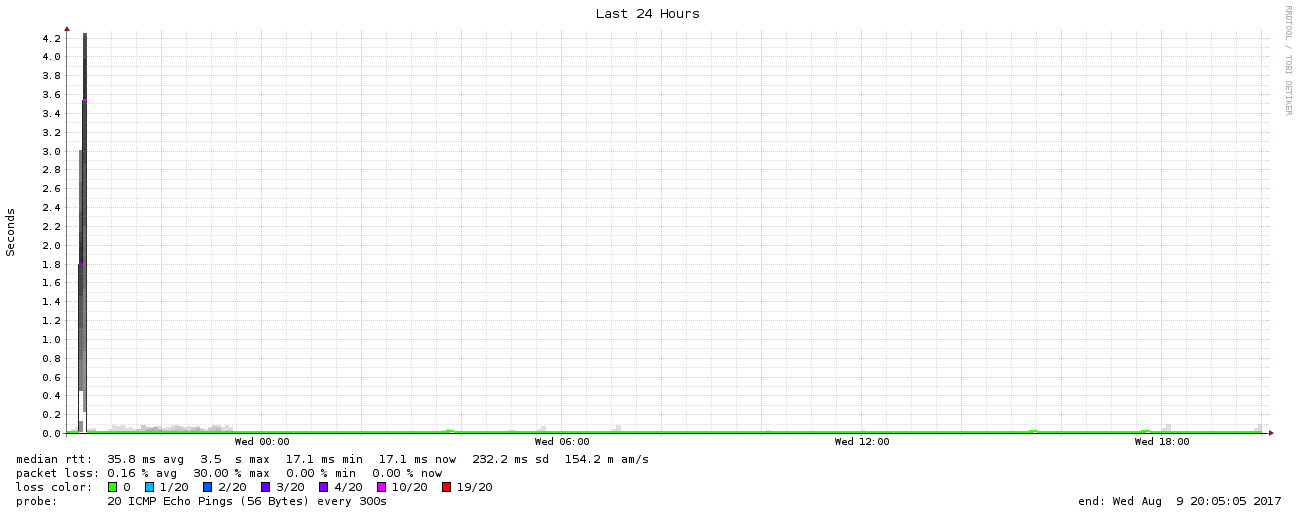 Last 24 Hours
RRDTOOL / TOBI OETIKER
Seconds
4.2
4.0
3.8
3.6
3.4
3.2
3.0
2.8
2.6
2.4
2.2
2.0
1.8
1.6
1.4
1.2
1.0
0.8
0.6
0.4
0.2
0.0
Wed 00:00 Wed 06:00 Wed 12:00 Wed 18:00
median rtt: 35.8 ms avg 3.5 s max 17.1 ms min 17.1 ms now 232.2 ms sd 154.2 m am/s
packet loss: 0.16 % avg 30.00 % max 0.00 % min 0.00 % now
loss color: 0 1/20 2/20 3/20 4/20 10/20 19/20
probe: 20 ICMP Echo Pings (56 Bytes) every 300s end: Wed Aug 9 20:05:05 2017